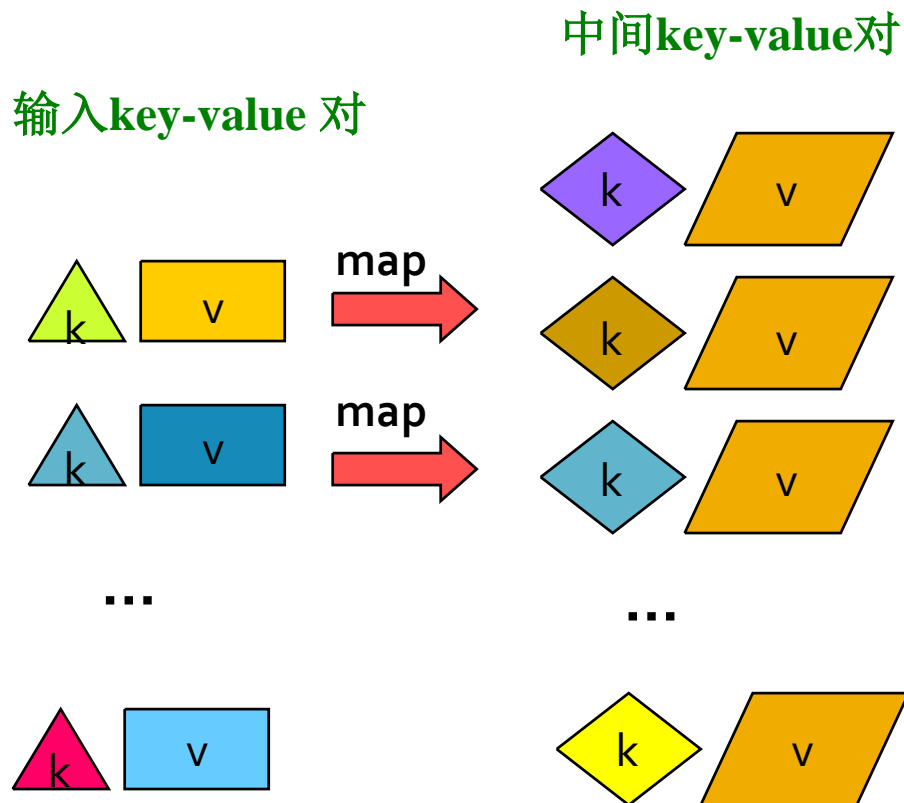 中间key-value对
输入key-value 对
k v
k v map k v
k v map k v
... ...
k v k v